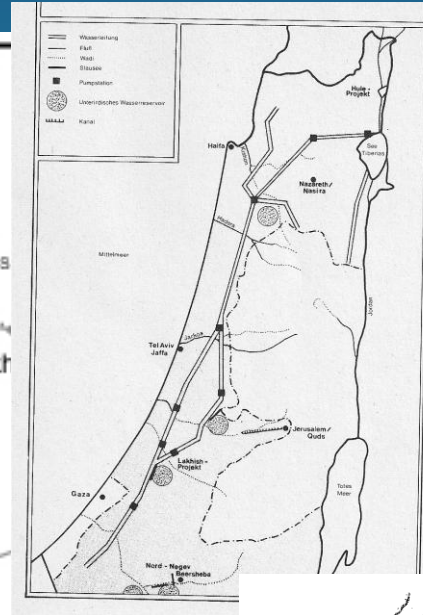 Wasserleitung
Fluß
Wadi
Stausee
Pumpstation
Unterirdisches Wasserreservoir
Kanal
Hule-
Projekt
See
Tiberias
Haifa
Kishon
Nazareth/
Nasira
Hadera
Mittelmeer
Jordan
Tel Aviv
Jaffa
Jarkon
Jerusalem/
Quds
Lakhish-
Projekt
Totes
Meer
Gaza
Nord-Negev
Beersheba